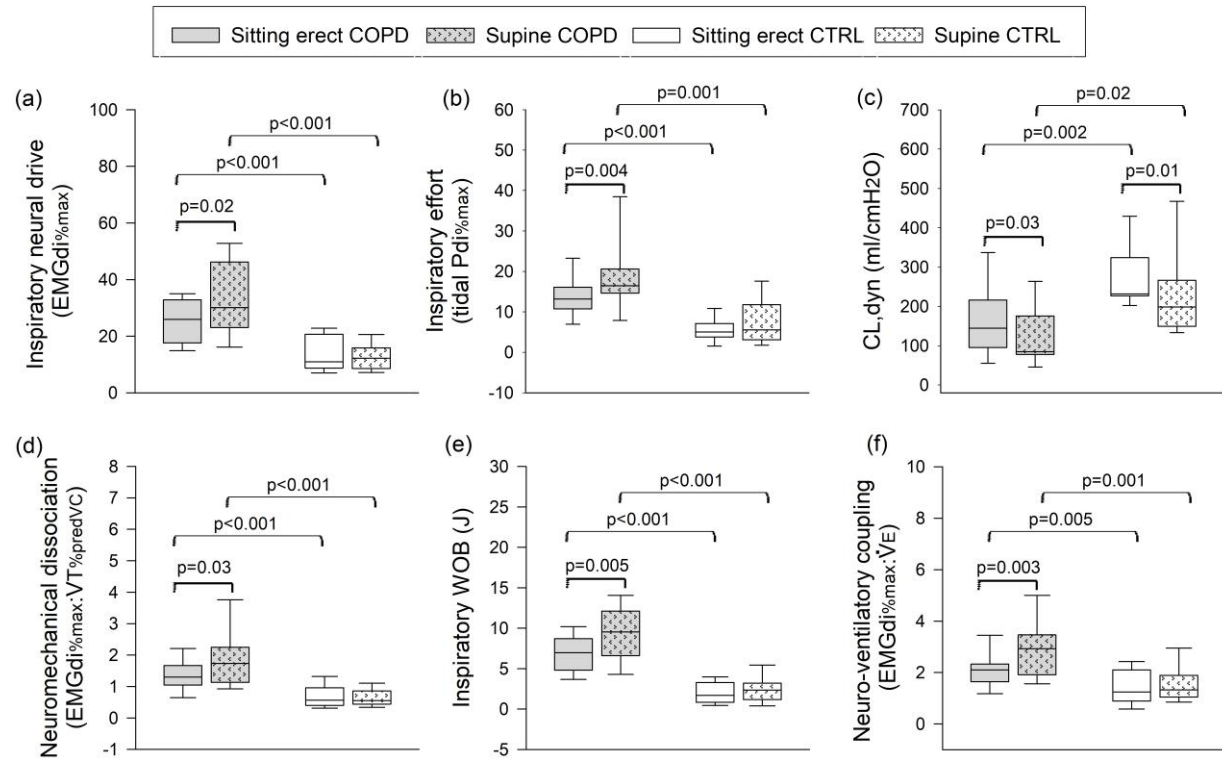 Sitting erect COPD Supine COPD Sitting erect CTRL Supine CTRL
(a)
Inspiratory neural drive
(EMGdi%max)
100
80
60
40
20
0
p<0.001
p<0.001
p=0.02
(b)
Inspiratory effort
(tidal Pdi%max)
60
50
40
30
20
10
0
-10
p=0.001
p<0.001
p=0.004
(c)
CL,dyn (ml/cmH2O)
700
600
500
400
300
200
100
0
p=0.02
p=0.002
p=0.01
p=0.03
(d)
Neuromechanical dissociation
(EMGdi%max:VT%predVC)
8
7
6
5
4
3
2
1
0
-1
p<0.001
p<0.001
p=0.03
(e)
Inspiratory WOB (J)
30
25
20
15
10
5
0
-5
p<0.001
p<0.001
p=0.005
(f)
Neuro-ventilatory coupling
(EMGdi%max:V̇E)
10
8
6
4
2
0
p=0.001
p=0.005
p=0.003